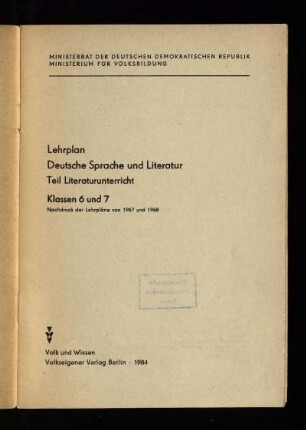 MINISTERRAT DER DEUTSCHEN DEMOKRATISCHEN REPUBLIK
MINISTERIUM FÜR VOLKSBILDUNG
Lehrplan
Deutsche Sprache und Literatur
Teil Literaturunterricht
Klassen 6 und 7
Nachdruck der Lehrpläne von 1967 und 1968
Volk und Wissen
Volkseigener Verlag Berlin · 1984